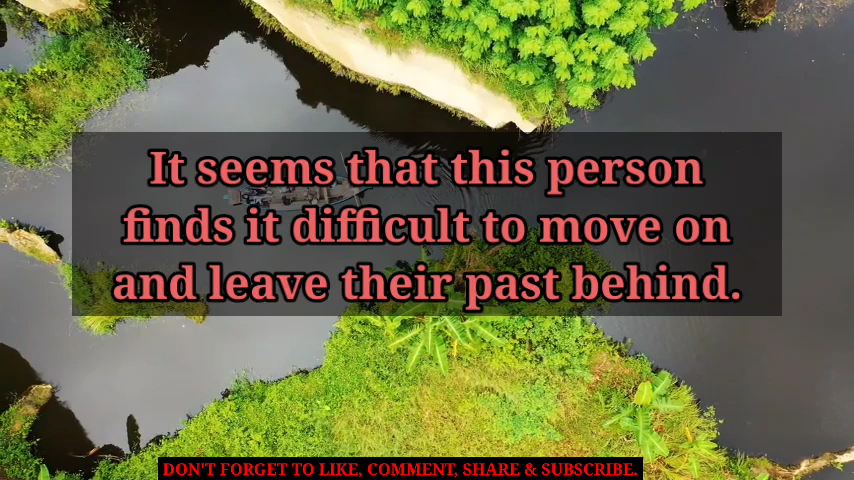 It seems that this person
finds it difficult to move on
and leave their past behind.
DON'T FORGET TO LIKE, COMMENT, SHARE & SUBSCRIBE.